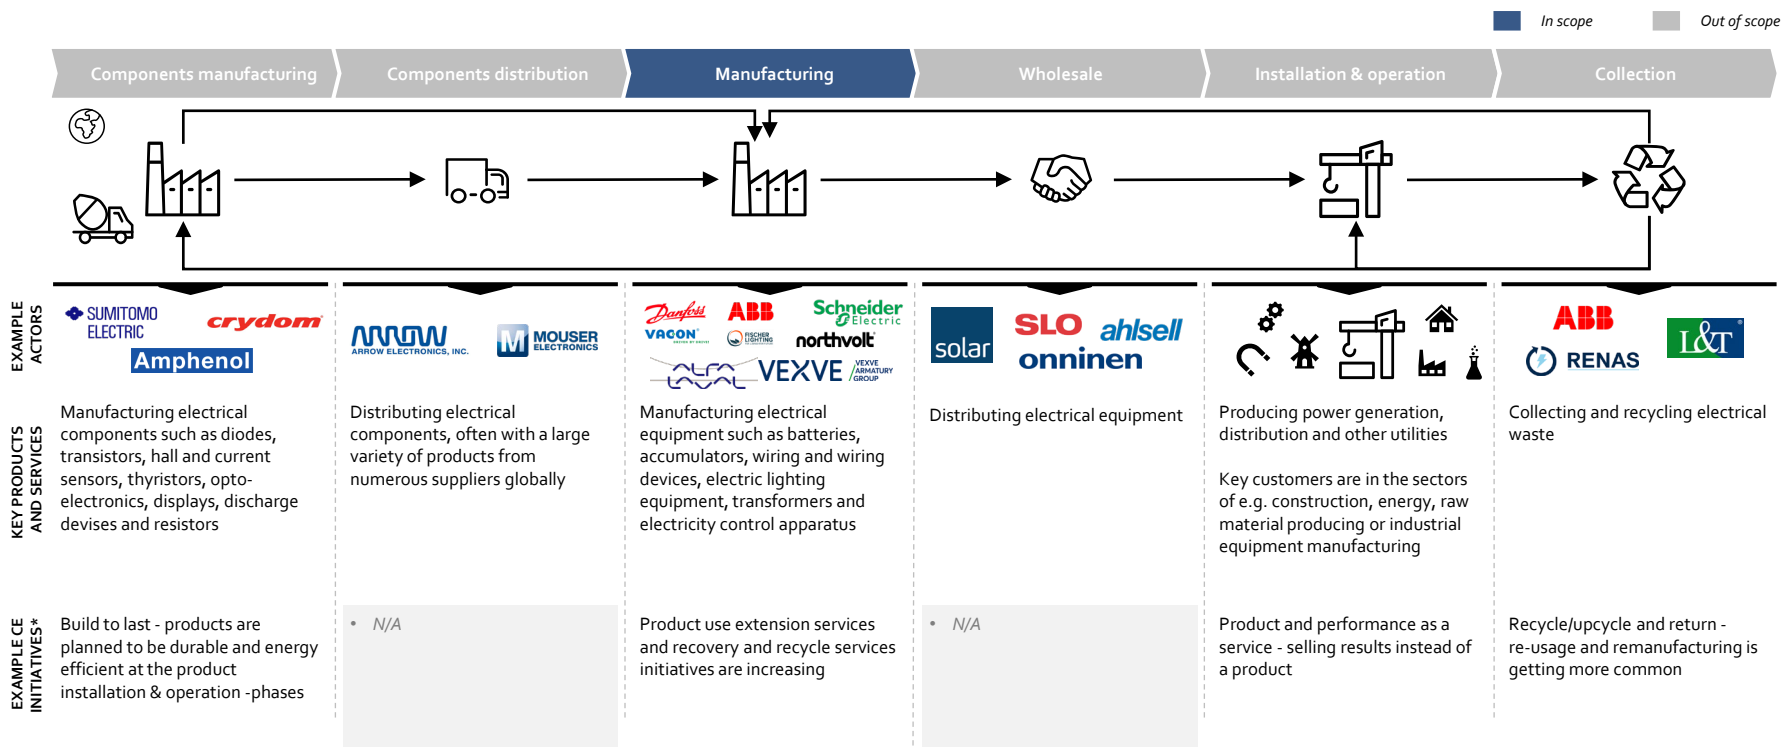 In scope
Out of scope
Components manufacturing
Components distribution
Manufacturing
Wholesale
Installation & operation
Collection
EXAMPLE
ACTORS
SUMITOMO
ELECTRIC
crydom
Amphenol
ARROW
ARROW ELECTRONICS, INC.
M
MOUSER
ELECTRONICS
Danfoss
ABB
Schneider
Electric
VACON
FISCHER
LIGHTING
northvolt
ALFA
LAVAL
VEXVE
VEXVE
ARMATURY
GROUP
solar
SLO
ahlsell
onninen
ABB
RENAS
L&T
KEY PRODUCTS
AND SERVICES
Manufacturing electrical
components such as diodes,
transistors, hall and current
sensors, thyristors, opto-
electronics, displays, discharge
devises and resistors
Distributing electrical
components, often with a large
variety of products from
numerous suppliers globally
Manufacturing electrical
equipment such as batteries,
accumulators, wiring and wiring
devices, electric lighting
equipment, transformers and
electricity control apparatus
Distributing electrical equipment
Producing power generation,
distribution and other utilities
Key customers are in the sectors
of e.g. construction, energy, raw
material producing or industrial
equipment manufacturing
Collecting and recycling electrical
waste
EXAMPLE CE
INITIATIVES*
Build to last - products are
planned to be durable and energy
efficient at the product
installation & operation -phases
• N/A
Product use extension services
and recovery and recycle services
initiatives are increasing
• N/A
Product and performance as a
service - selling results instead of
a product
Recycle/upcycle and return -
re-usage and remanufacturing is
getting more common